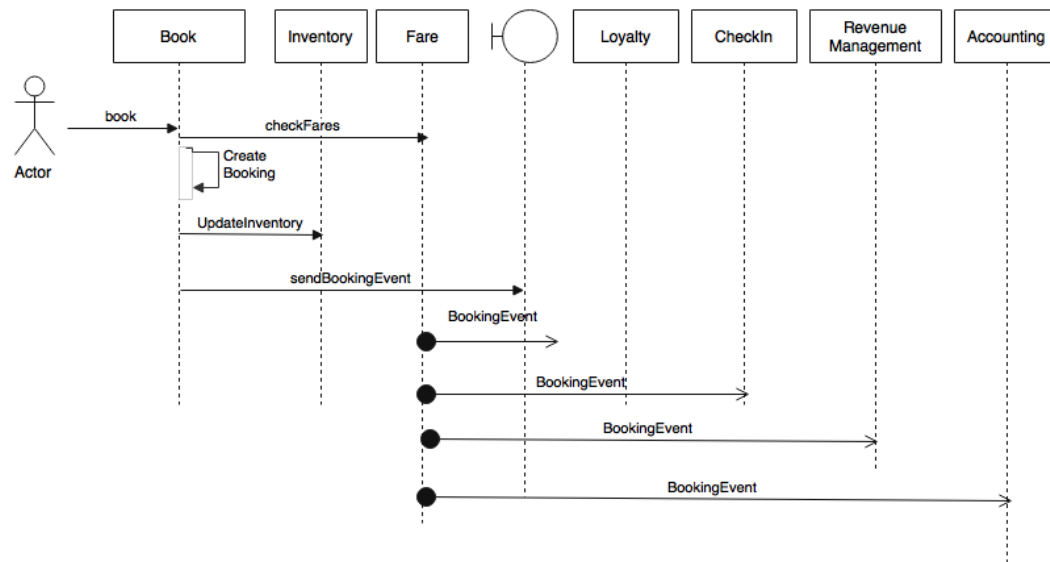 Book
Inventory
Fare
Loyalty
CheckIn
Revenue
Management
Accounting
book
checkFares
Actor
Create
Booking
UpdateInventory
sendBookingEvent
BookingEvent
BookingEvent
BookingEvent
BookingEvent